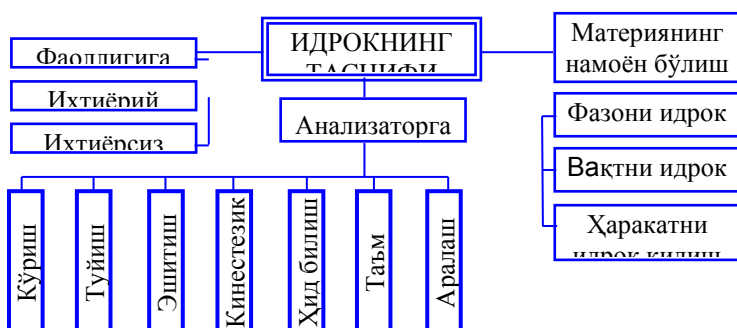 ИДРОКНИНГ
ТАСНИФИ
Фаоллигига
Ихтиёрий
Ихтиёрсиз
Анализаторга
Материянинг
намоён бўлиш
Фазони идрок
Вақтни идрок
Ҳаракатни
идрок қилиш
Кўриш
Туйиш
Эшитиш
Кинестезик
Ҳид билиш
Таъм
Аралаш